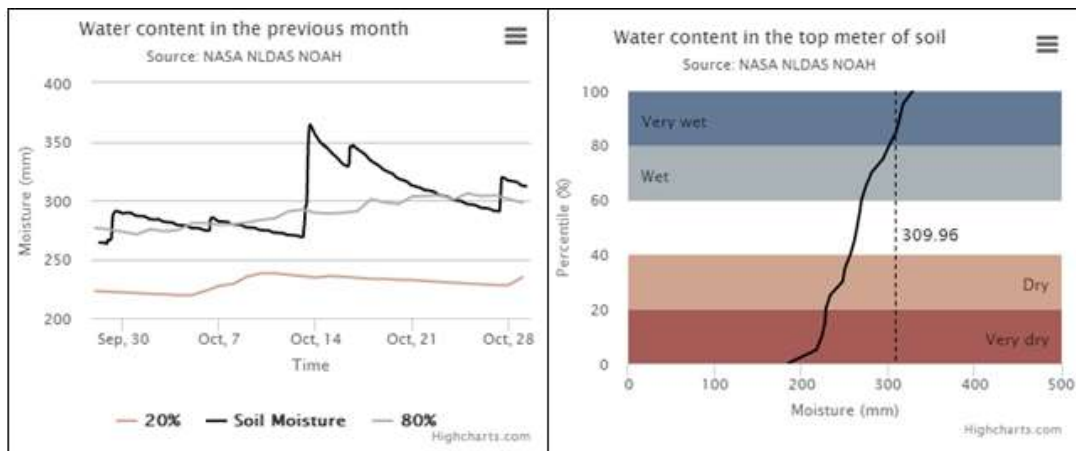 Water content in the previous month
Source: NASA NLDAS NOAH
400
350
300
250
200
Moisture (mm)
Sep, 30
Oct, 7
Oct, 14
Oct, 21
Oct, 28
Time
20%
Soil Moisture
80%
Highcharts.com
Water content in the top meter of soil
Source: NASA NLDAS NOAH
100
80
60
40
20
0
Percentile (%)
Very wet
Wet
309.96
Dry
Very dry
0
100
200
300
400
500
Moisture (mm)
Highcharts.com